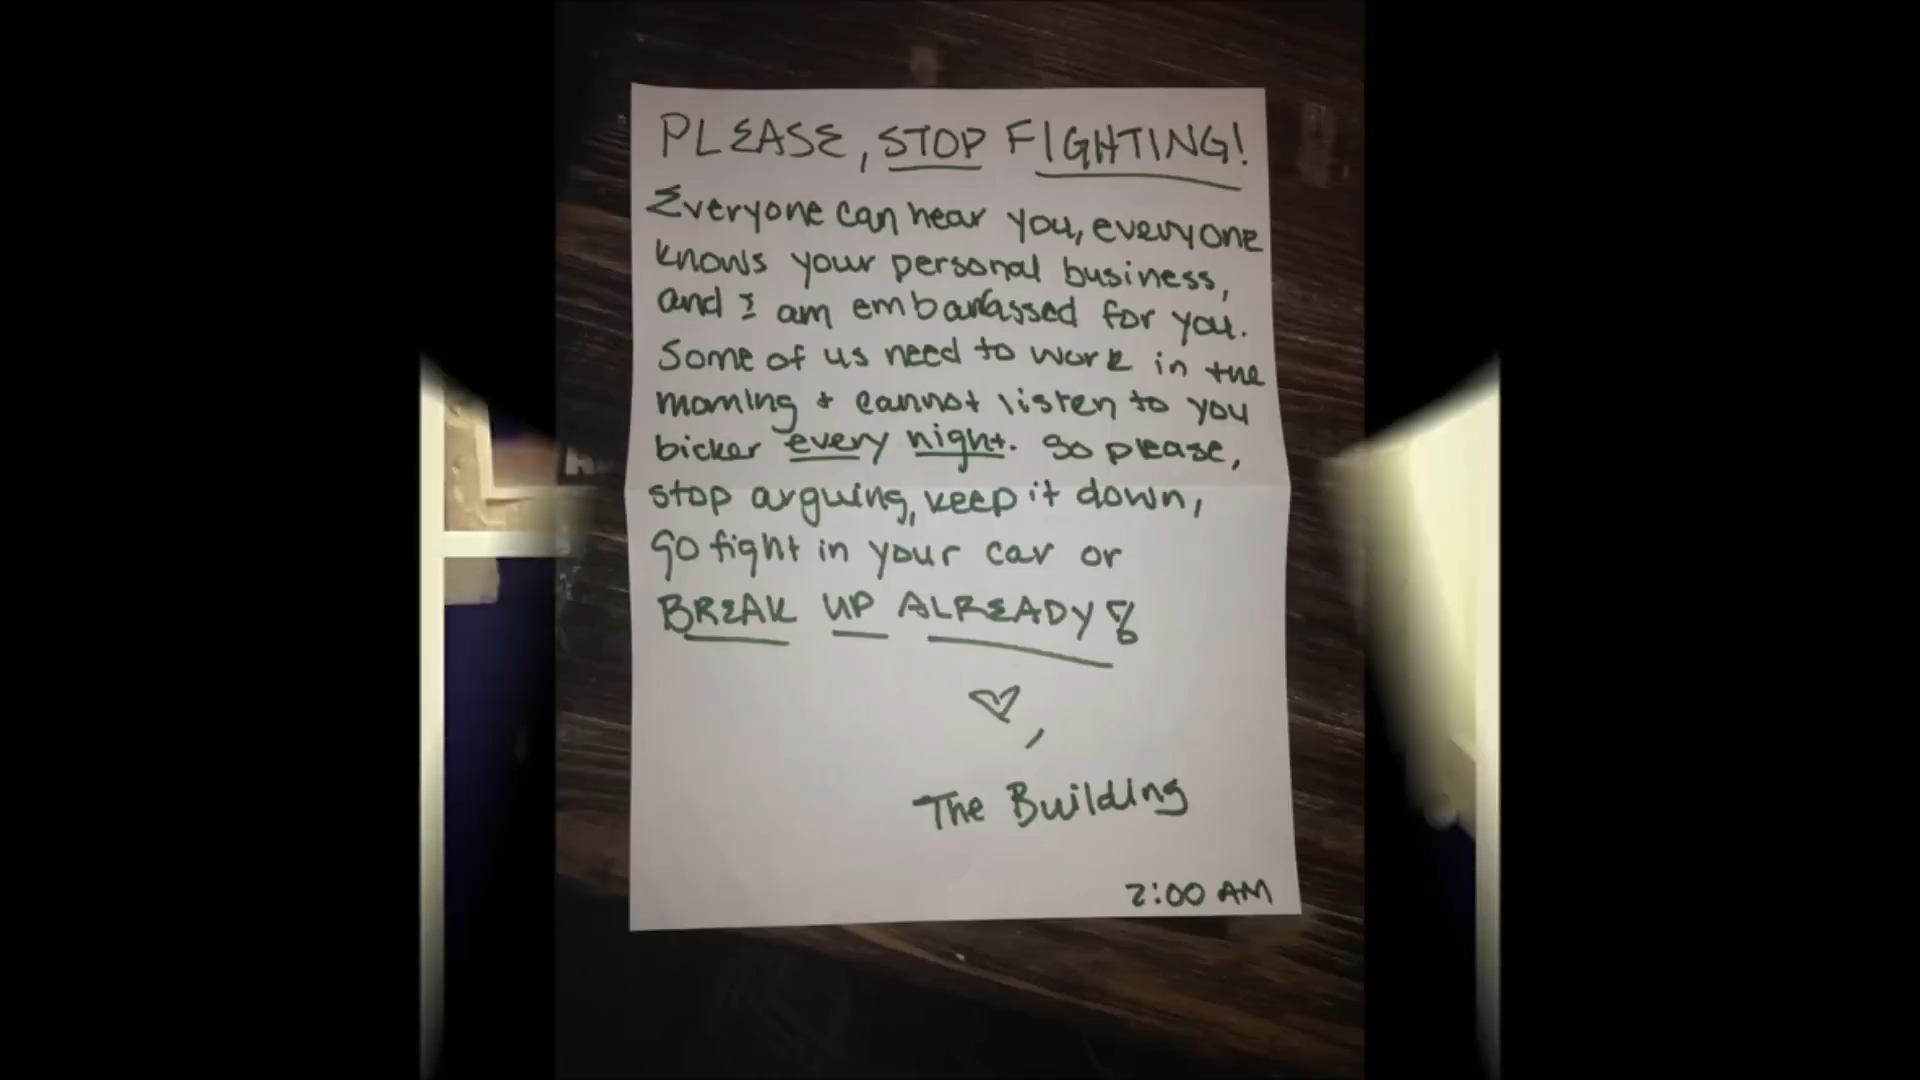 PLEASE, STOP FIGHTING!
Everyone can hear you, everyone
knows your personal business,
and I am embarrassed for you.
Some of us need to work in the
morning + cannot listen to you
bicker every night. So please,
stop arguing, keep it down,
go fight in your car or
BREAK UP ALREADY!
♡,
The Building
2:00 AM